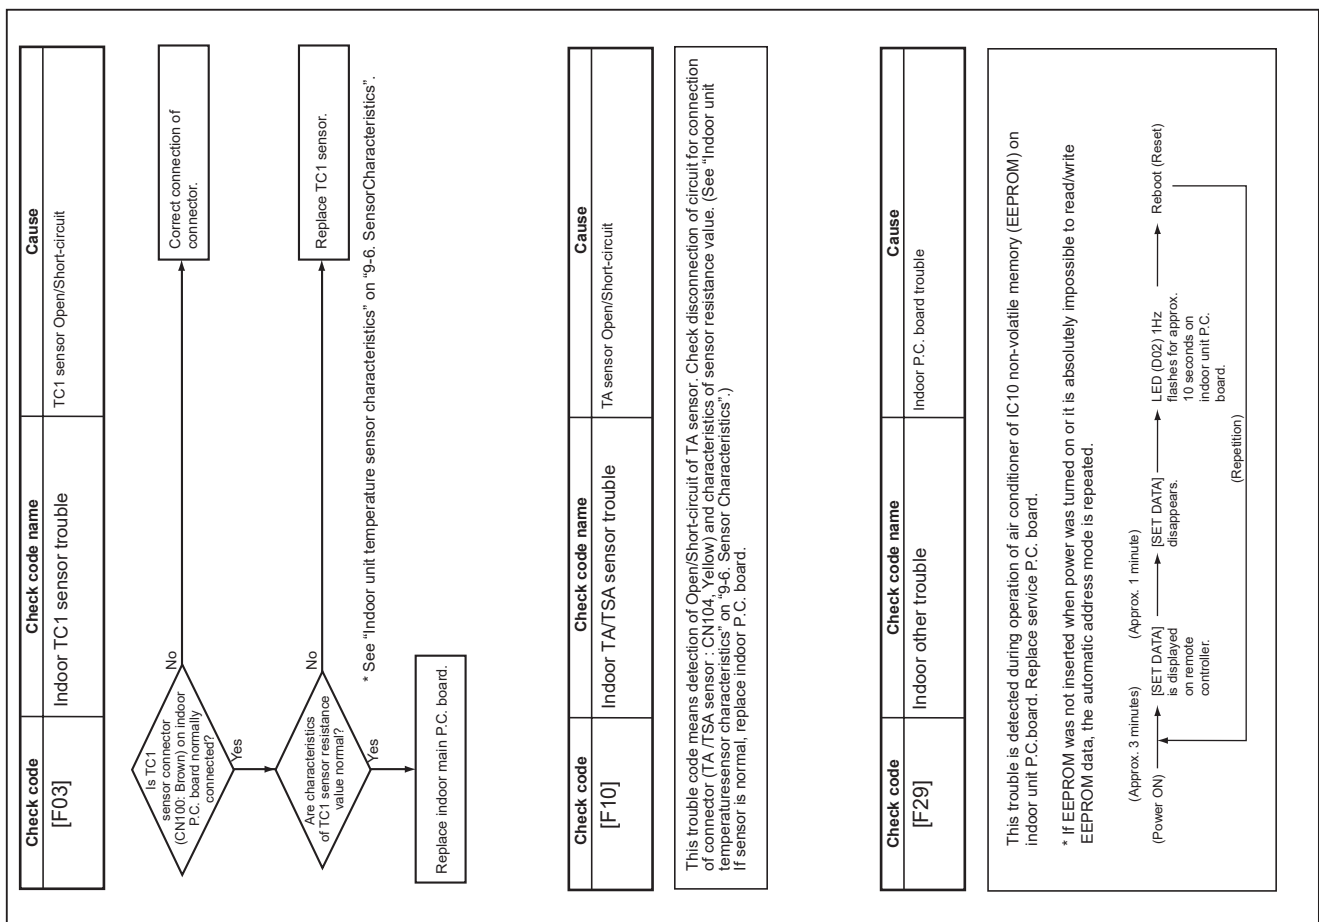 Check code
Check code name
Cause
[F03]
Indoor TC1 sensor trouble
TC1 sensor Open/Short-circuit
Is TC1
sensor connector
(CN100: Brown) on indoor
P.C. board normally
connected?
No
Correct connection of
connector.
Yes
Are characteristics
of TC1 sensor resistance
value normal?
No
Replace TC1 sensor.
Yes
* See “Indoor unit temperature sensor characteristics” on “9-6. SensorCharacteristics”.
Replace indoor main P.C. board.
Check code
Check code name
Cause
[F10]
Indoor TA/TSA sensor trouble
TA sensor Open/Short-circuit
This trouble code means detection of Open/Short-circuit of TA sensor. Check disconnection of circuit for connection
of connector (TA /TSA sensor : CN104, Yellow) and characteristics of sensor resistance value. (See “Indoor unit
temperaturesensor characteristics” on “9-6. Sensor Characteristics”.)
If sensor is normal, replace indoor P.C. board.
Check code
Check code name
Cause
[F29]
Indoor other trouble
Indoor P.C. board trouble
This trouble is detected during operation of air conditioner of IC10 non-volatile memory (EEPROM) on
indoor unit P.C.board. Replace service P.C. board.
* If EEPROM was not inserted when power was turned on or it is absolutely impossible to read/write
EEPROM data, the automatic address mode is repeated.
(Approx. 3 minutes)
(Approx. 1 minute)
(Power ON)
[SET DATA]
is displayed
on remote
controller.
[SET DATA]
disappears.
LED (D02) 1Hz
flashes for approx.
10 seconds on
indoor unit P.C.
board.
Reboot (Reset)
(Repetition)